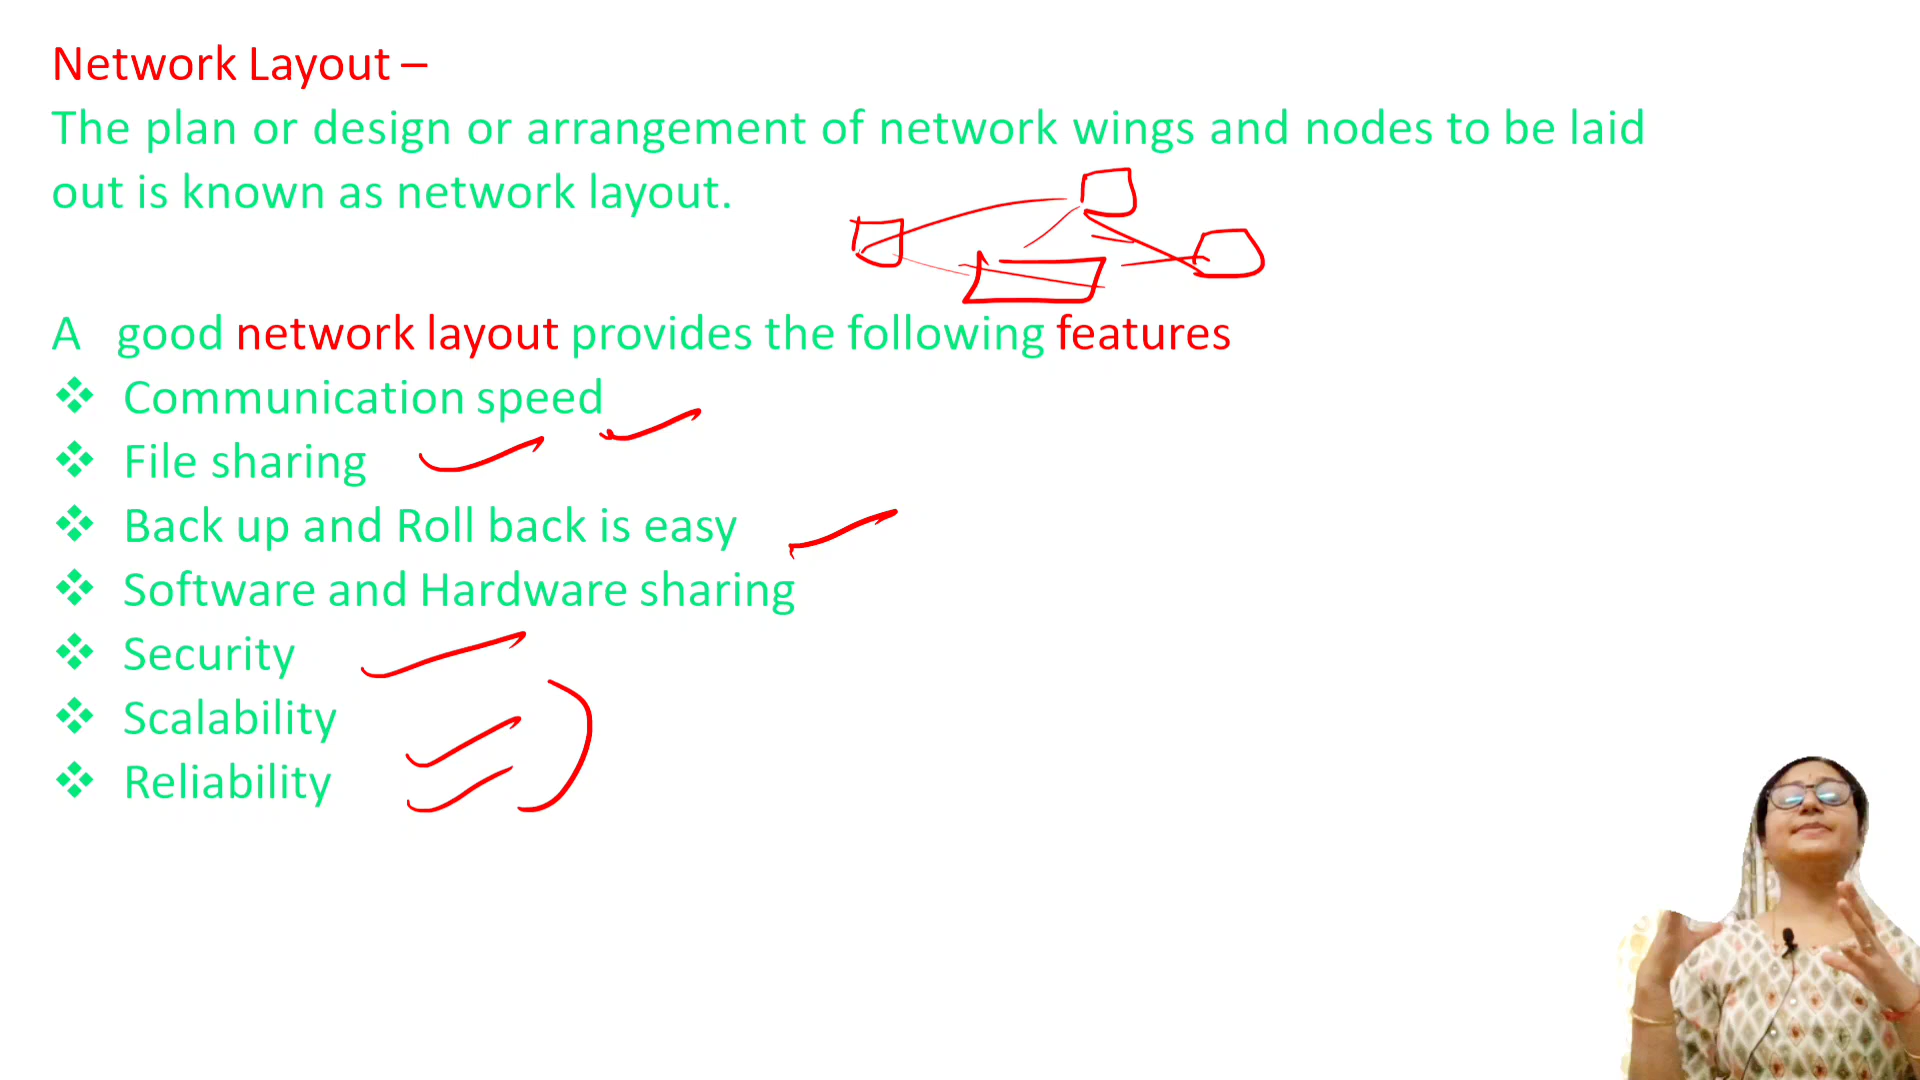 Network Layout –
The plan or design or arrangement of network wings and nodes to be laid
out is known as network layout.
A good network layout provides the following features
❖ Communication speed
❖ File sharing
❖ Back up and Roll back is easy
❖ Software and Hardware sharing
❖ Security
❖ Scalability
❖ Reliability